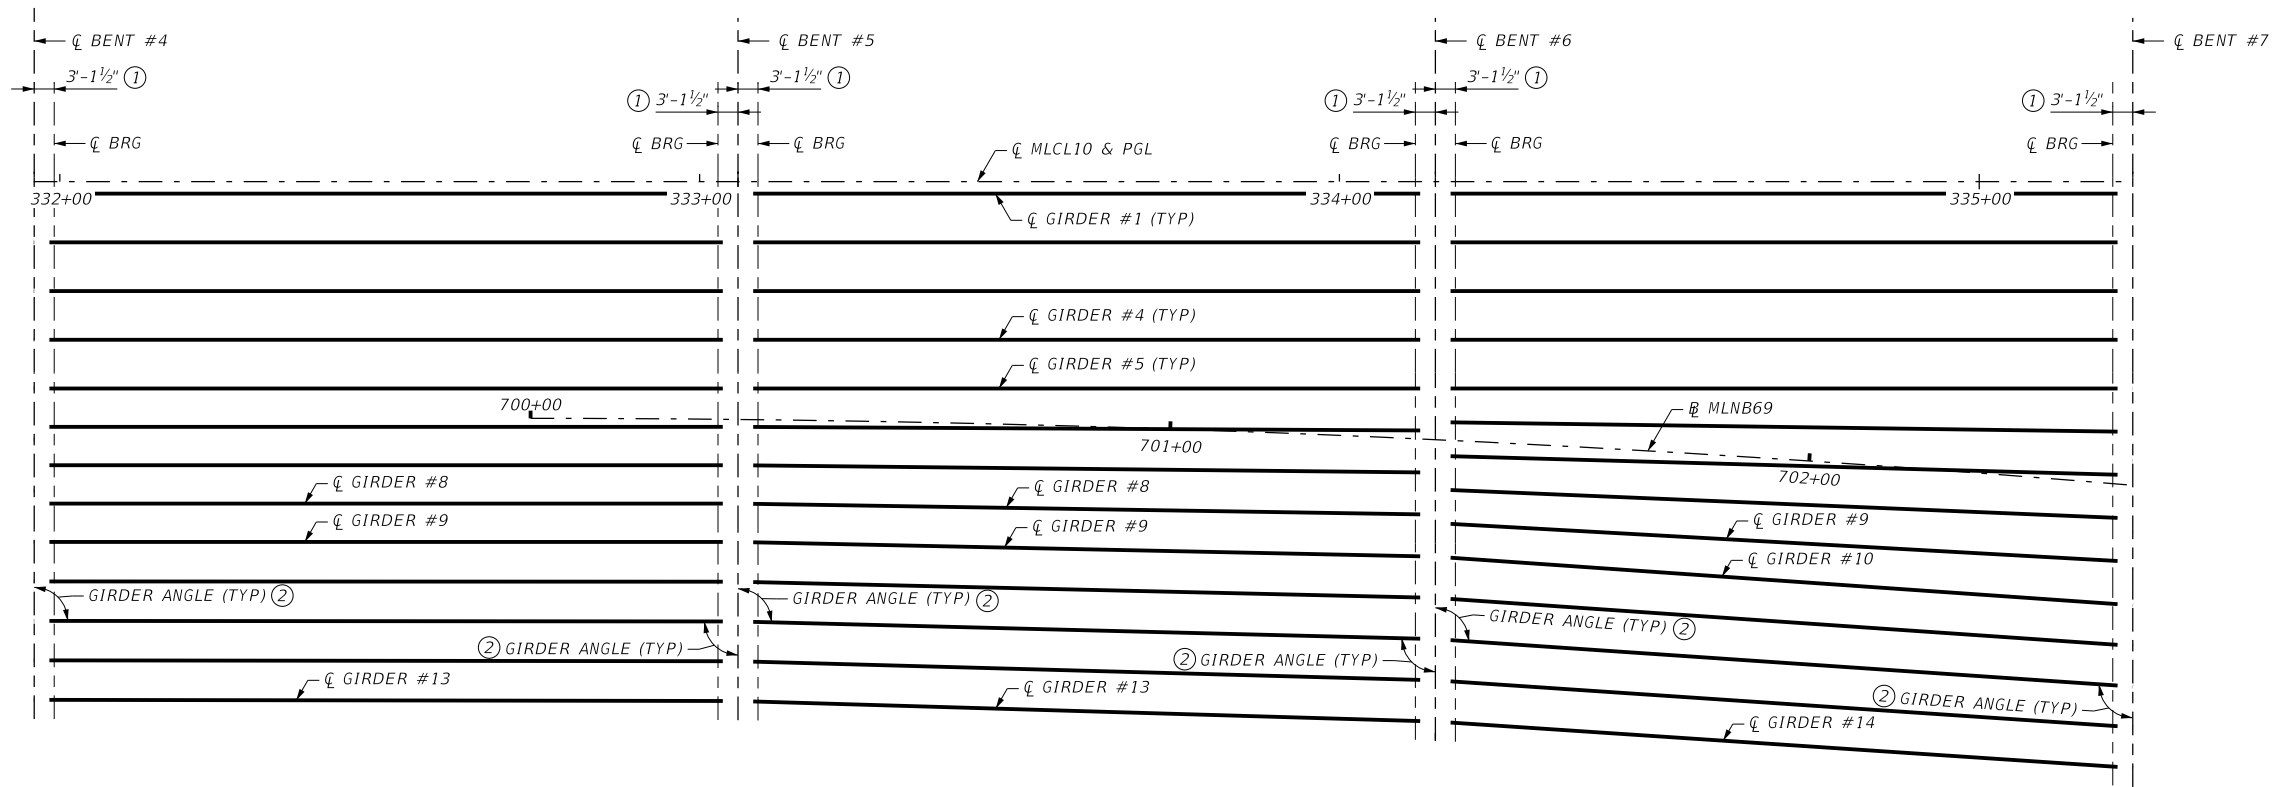 ℄ BENT #4
℄ BENT #5
℄ BENT #6
℄ BENT #7
3'-1½" ①
3'-1½" ①
3'-1½" ①
① 3'-1½"
① 3'-1½"
① 3'-1½"
℄ BRG
℄ BRG
℄ BRG
℄ BRG
℄ BRG
℄ BRG
℄ MLCL10 & PGL
332+00
333+00
334+00
335+00
℄ GIRDER #1 (TYP)
℄ GIRDER #4 (TYP)
℄ GIRDER #5 (TYP)
700+00
701+00
702+00
B̲L MLNB69
℄ GIRDER #8
℄ GIRDER #8
℄ GIRDER #9
℄ GIRDER #9
℄ GIRDER #9
℄ GIRDER #10
GIRDER ANGLE (TYP) ②
GIRDER ANGLE (TYP) ②
GIRDER ANGLE (TYP) ②
② GIRDER ANGLE (TYP)
② GIRDER ANGLE (TYP)
② GIRDER ANGLE (TYP)
℄ GIRDER #13
℄ GIRDER #13
℄ GIRDER #14